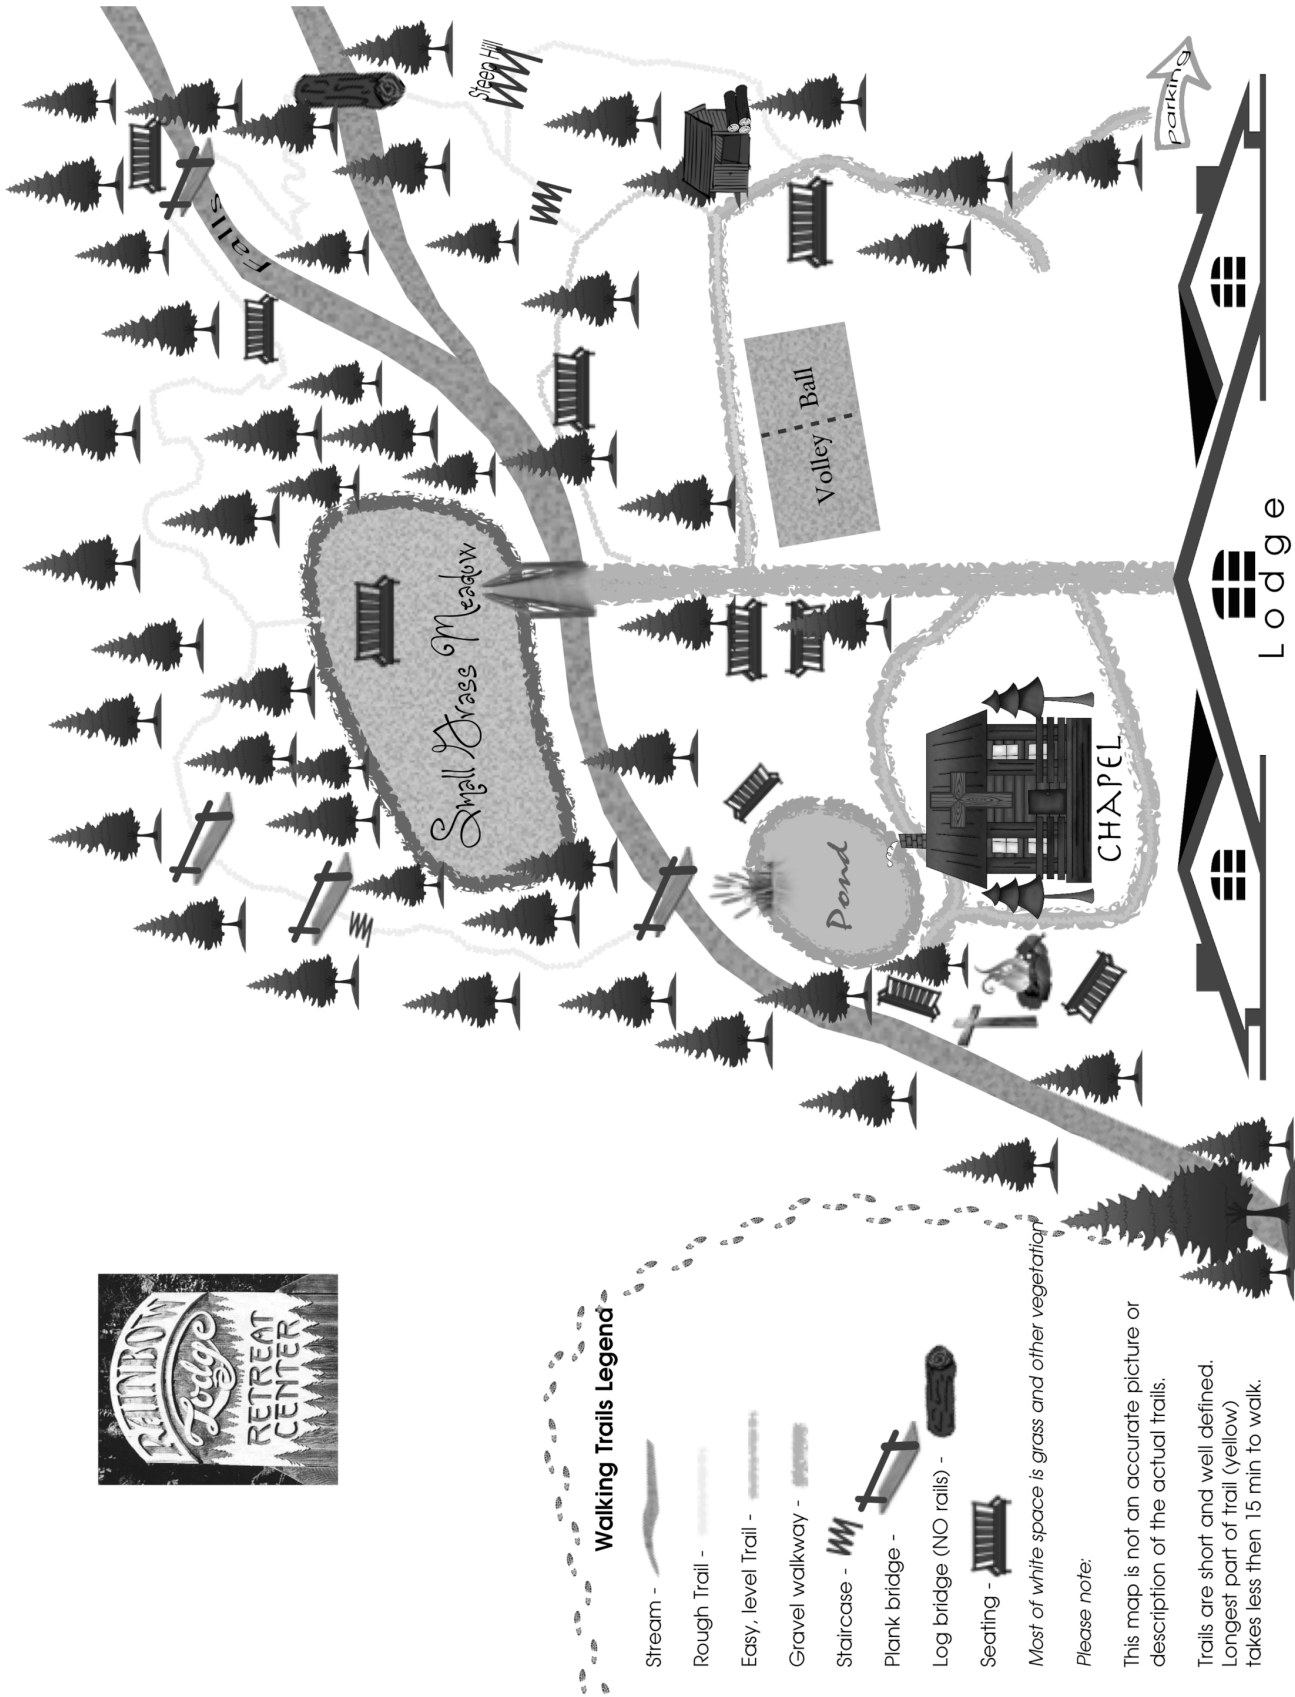 RAINBOW
Lodge
RETREAT
CENTER
Walking Trails Legend
Stream -
Rough Trail -
Easy, level Trail -
Gravel walkway -
Staircase -
Plank bridge -
Log bridge (NO rails) -
Seating -
Most of white space is grass and other vegetation
Please note:
This map is not an accurate picture or
description of the actual trails.
Trails are short and well defined.
Longest part of trail (yellow)
takes less then 15 min to walk.
Falls
Steep Hill
Small Grass Meadow
Volley Ball
Pond
CHAPEL
parking
Lodge